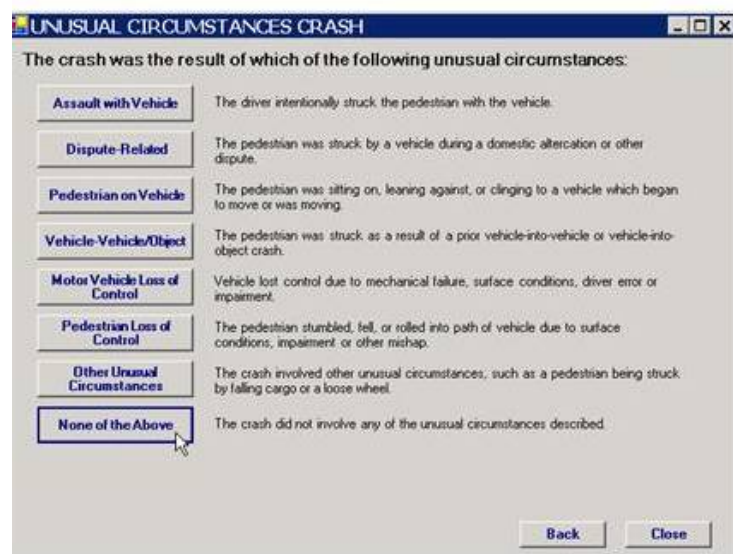 UNUSUAL CIRCUMSTANCES CRASH
The crash was the result of which of the following unusual circumstances:
Assault with Vehicle
The driver intentionally struck the pedestrian with the vehicle.
Dispute-Related
The pedestrian was struck by a vehicle during a domestic altercation or other
dispute.
Pedestrian on Vehicle
The pedestrian was sitting on, leaning against, or clinging to a vehicle which began
to move or was moving.
Vehicle-Vehicle/Object
The pedestrian was struck as a result of a prior vehicle-into-vehicle or vehicle-into-
object crash.
Motor Vehicle Loss of
Control
Vehicle lost control due to mechanical failure, surface conditions, driver error or
impairment.
Pedestrian Loss of
Control
The pedestrian stumbled, fell, or rolled into path of vehicle due to surface
conditions, impairment or other mishap.
Other Unusual
Circumstances
The crash involved other unusual circumstances, such as a pedestrian being struck
by falling cargo or a loose wheel.
None of the Above
The crash did not involve any of the unusual circumstances described.
Back
Close